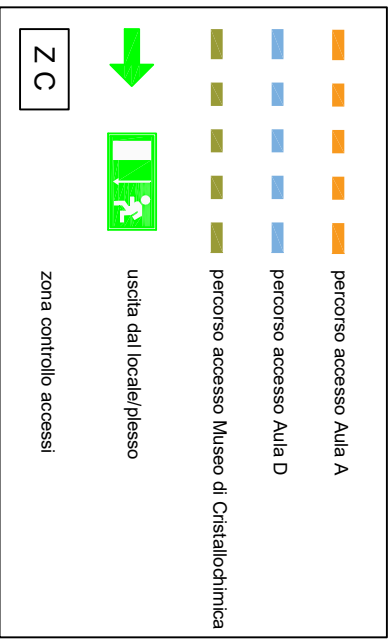 percorso accesso Aula A
percorso accesso Aula D
percorso accesso Museo di Cristallochimica
uscita dal locale/plesso
Z C
zona controllo accessi